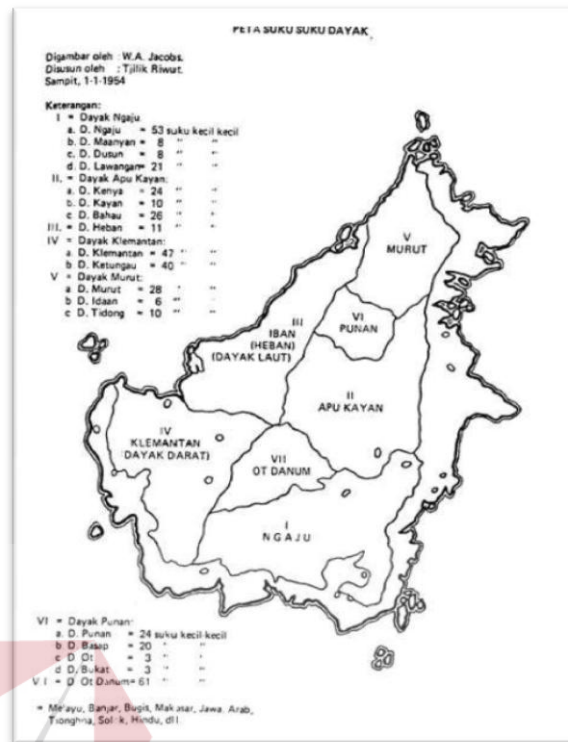 PETA SUKU SUKU DAYAK
Digambar oleh : W.A. Jacobs.
Disusun oleh : Tjilik Riwut.
Sampit, 1-1-1954
Keterangan:
I = Dayak Ngaju
a. D. Ngaju = 53 suku kecil kecil
b. D. Maanyan = 8 " "
c. D. Dusun = 8 " "
d. D. Lawangan= 21 " "
II. = Dayak Apu Kayan:
a. D. Kenya = 24 " "
b. D. Kayan = 10 " "
c D. Bahau = 26 " "
III. = D. Heban = 11 " "
IV = Dayak Klemantan:
a. D. Klemantan = 47 " "
b D. Ketungau = 40 " "
V = Dayak Murut:
a D. Murut = 28 " "
b D. Idaan = 6 " "
c D. Tidong = 10 " "
V
MURUT
VI
PUNAN
III
IBAN
(HEBAN)
(DAYAK LAUT)
II
APU KAYAN
IV
KLEMANTAN
DAYAK DARAT)
VII
OT DANUM
I
NGAJU
VI = Dayak Punan:
a. D. Punan = 24 suku kecil-kecil
b D. Basap = 20 " "
c D Ot = 3 " "
d D. Bukat = 3 " "
V I = D Ot Danum= 61 " "
= Melayu, Banjar, Bugis, Makasar, Jawa. Arab,
Tionghna, Hindu, dll